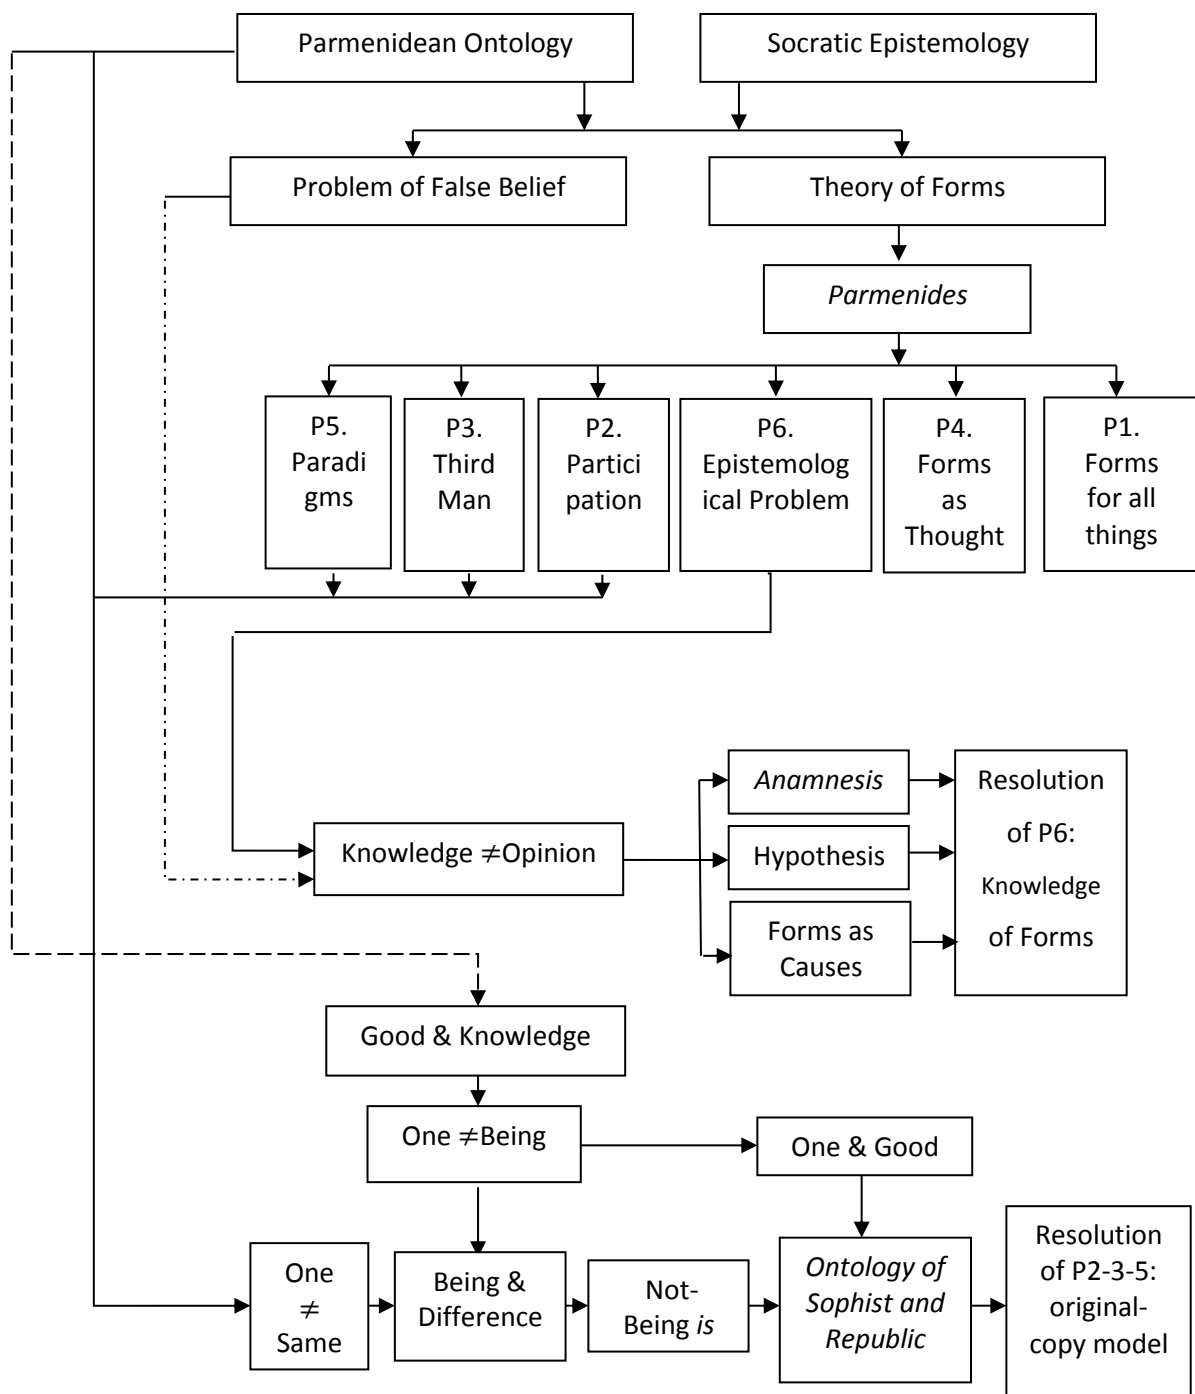 Parmenidean Ontology
Socratic Epistemology
Problem of False Belief
Theory of Forms
Parmenides
P5.
Paradi
gms
P3.
Third
Man
P2.
Partici
pation
P6.
Epistemolog
ical Problem
P4.
Forms
as
Thought
P1.
Forms
for all
things
Knowledge ≠Opinion
Anamnesis
Hypothesis
Forms as
Causes
Resolution
of P6:
Knowledge
of Forms
Good & Knowledge
One ≠Being
One & Good
One
≠
Same
Being &
Difference
Not-
Being is
Ontology of
Sophist and
Republic
Resolution
of P2-3-5:
original-
copy model